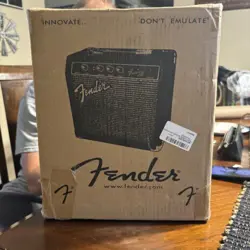 INNOVATE...
DON'T EMULATE
Fender
Fender
www.fender.com
F
F